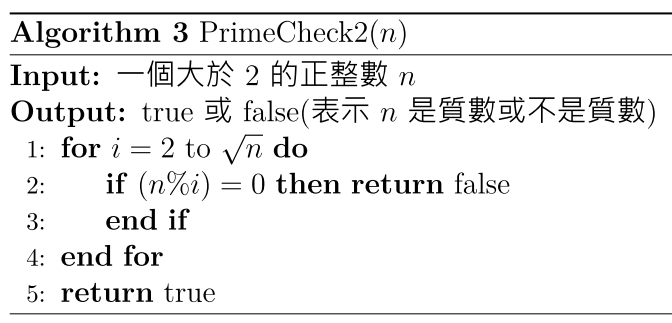 Algorithm 3 PrimeCheck2(n)
Input: 一個大於 2 的正整數 n
Output: true 或 false(表示 n 是質數或不是質數)
1: for i = 2 to √n do
2: if (n%i) = 0 then return false
3: end if
4: end for
5: return true